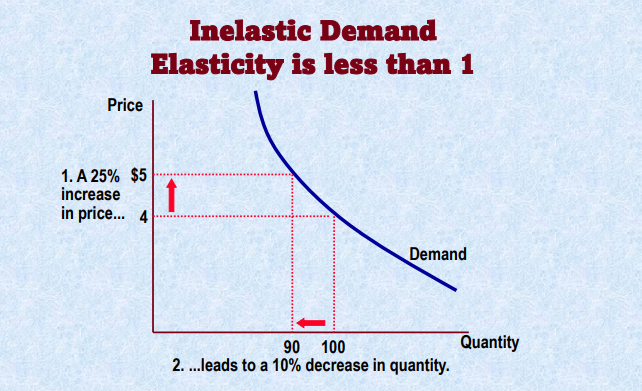 Inelastic Demand
Elasticity is less than 1
Price
1. A 25% $5
increase
in price... 4
Demand
Quantity
90 100
2. ...leads to a 10% decrease in quantity.